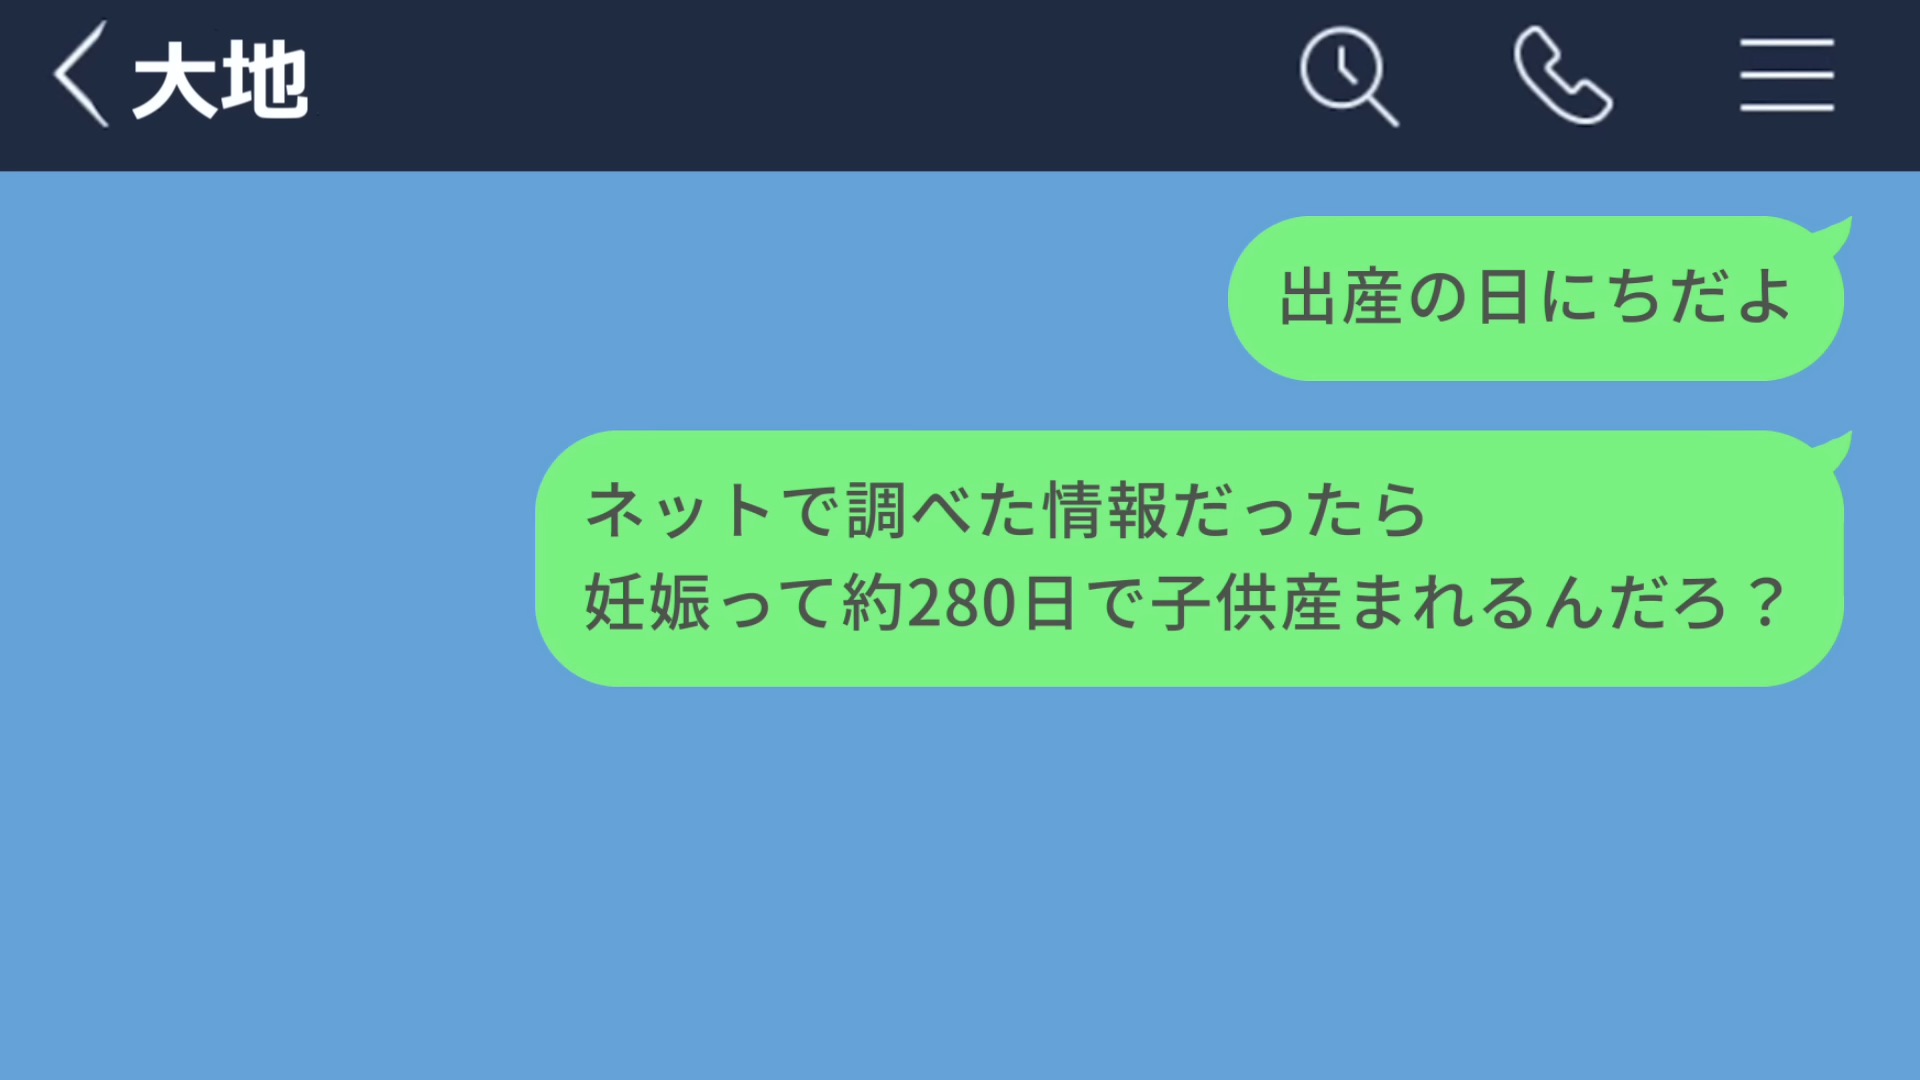 大地
出産の日にちだよ
ネットで調べた情報だったら
妊娠って約280日で子供産まれるんだろ？